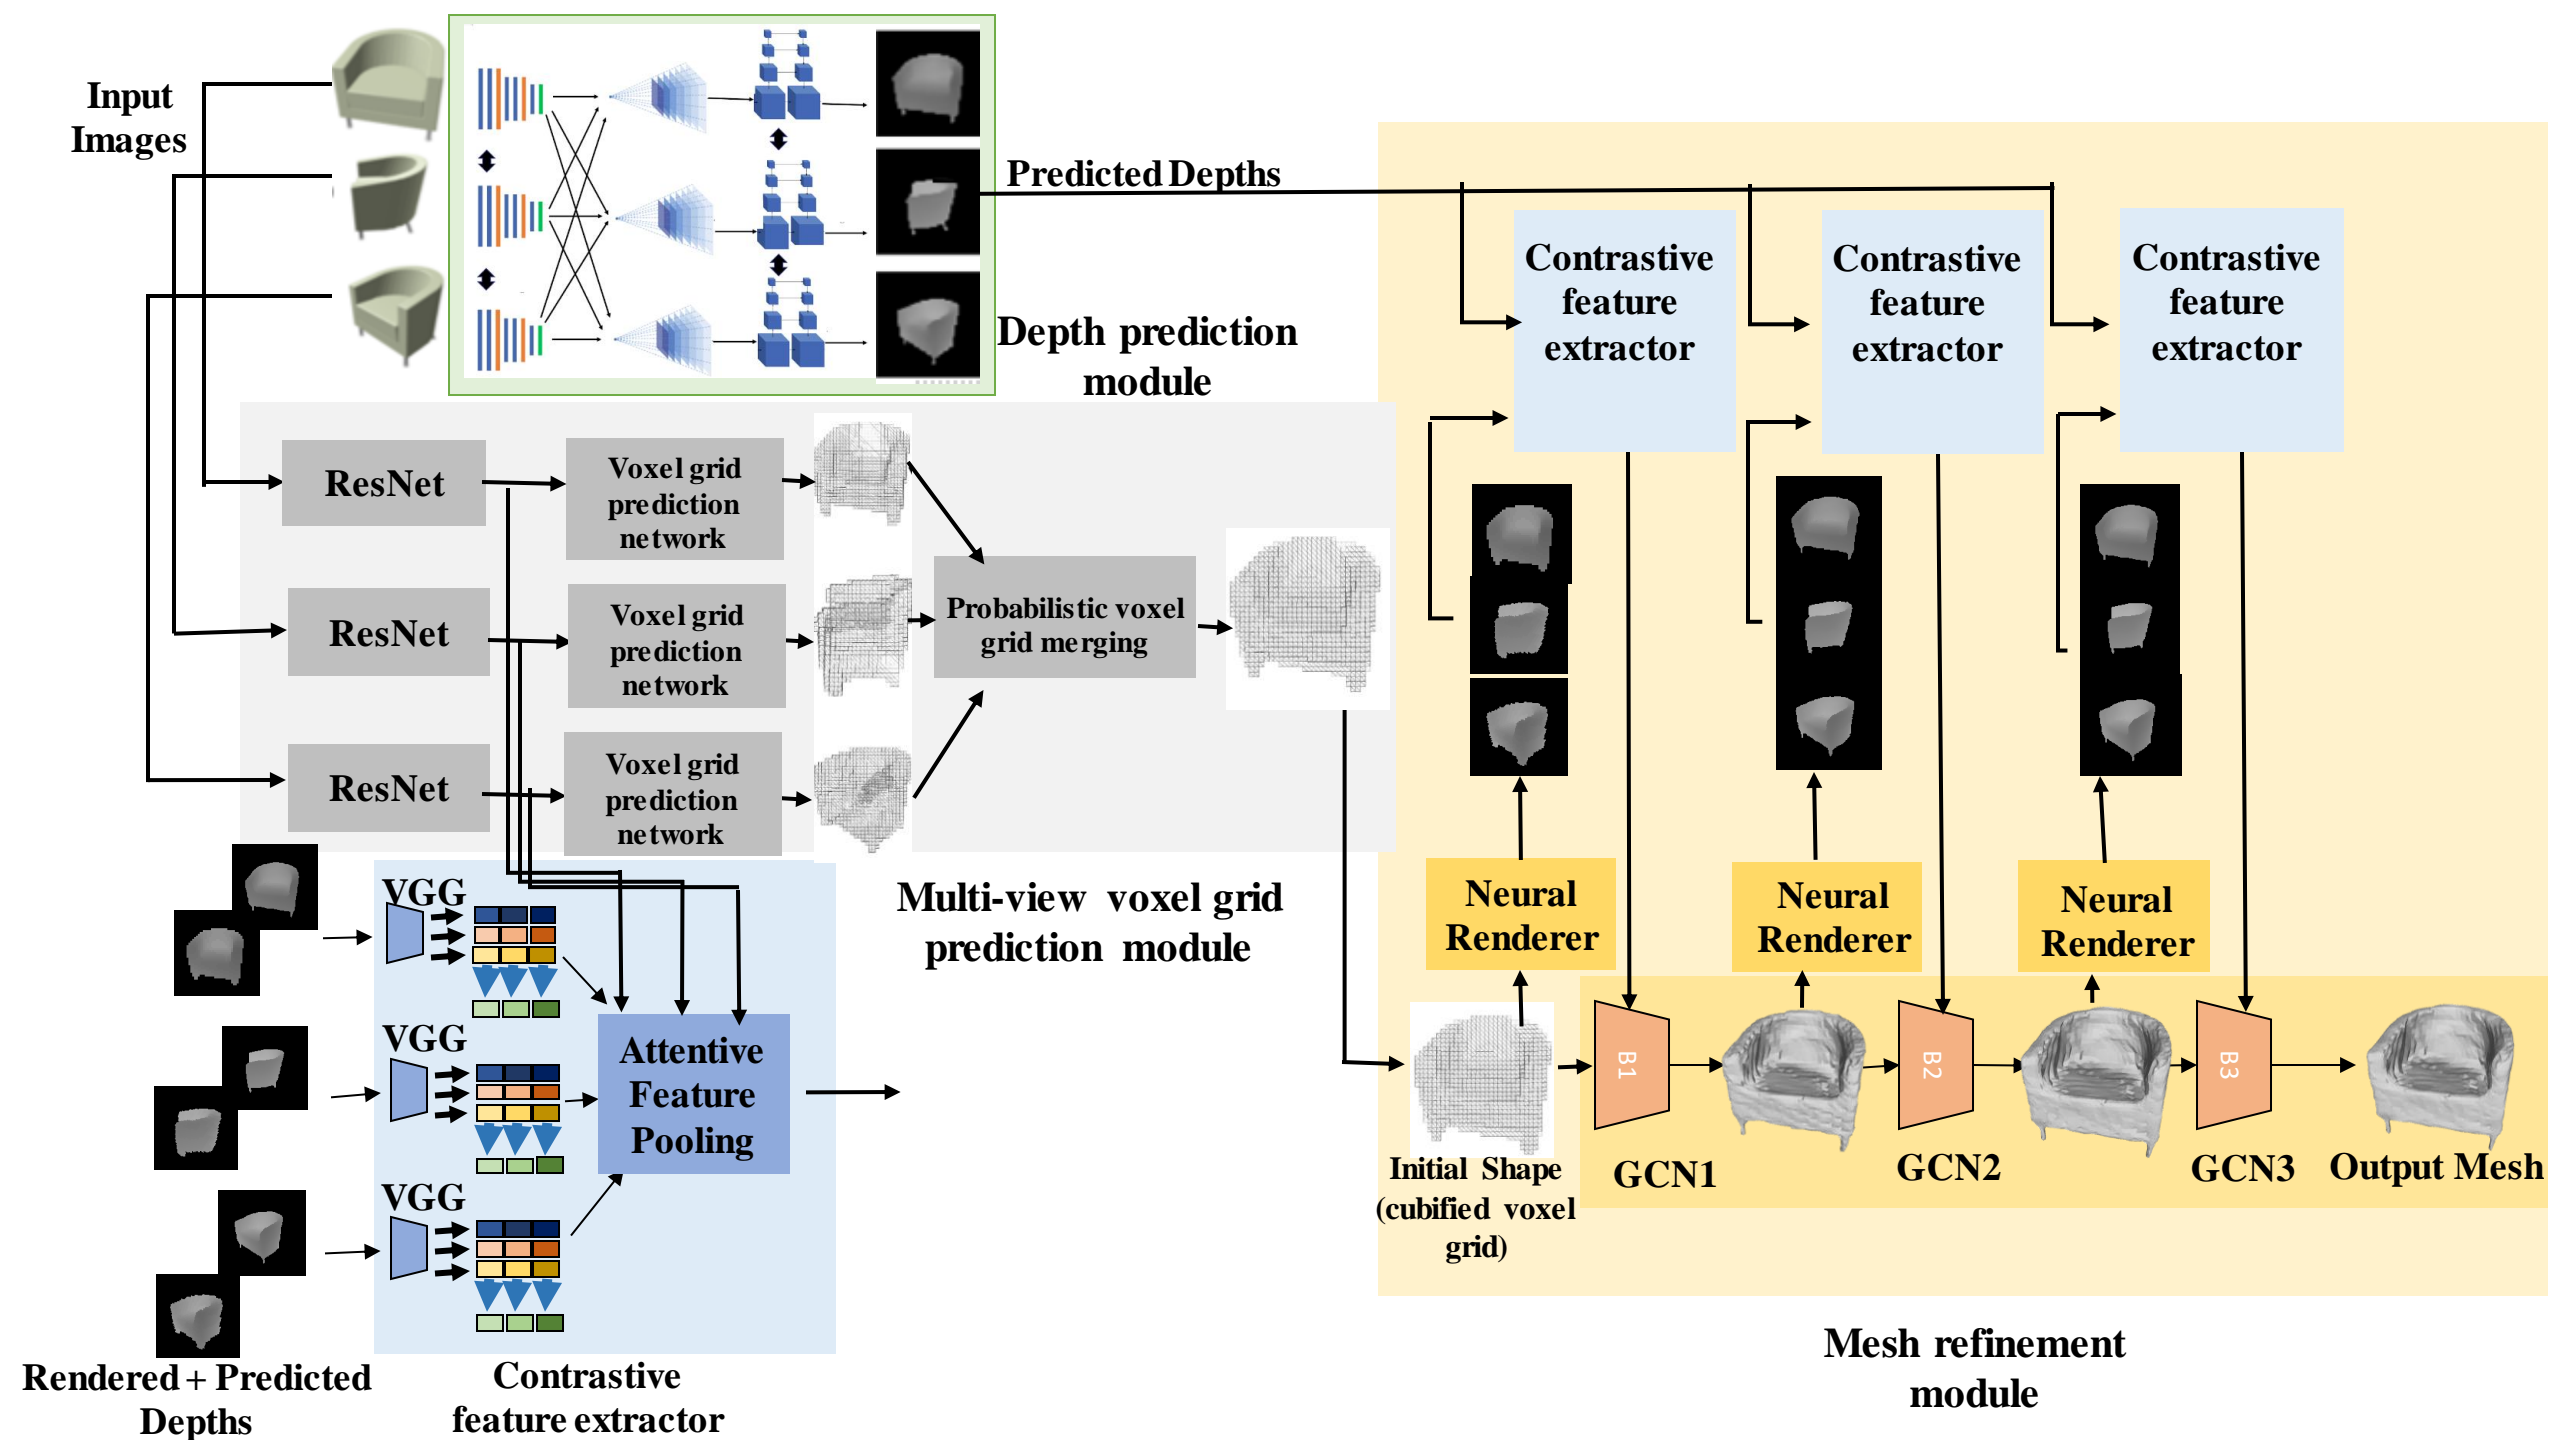 Input
Images
Predicted Depths
Depth prediction
module
Contrastive
feature
extractor
Contrastive
feature
extractor
Contrastive
feature
extractor
ResNet
Voxel grid
prediction
network
ResNet
Voxel grid
prediction
network
ResNet
Voxel grid
prediction
network
Probabilistic voxel
grid merging
Multi-view voxel grid
prediction module
VGG
VGG
VGG
Attentive
Feature
Pooling
Rendered + Predicted
Depths
Contrastive
feature extractor
Neural
Renderer
Neural
Renderer
Neural
Renderer
B1
B2
B3
Initial Shape
(cubified voxel
grid)
GCN1
GCN2
GCN3
Output Mesh
Mesh refinement
module